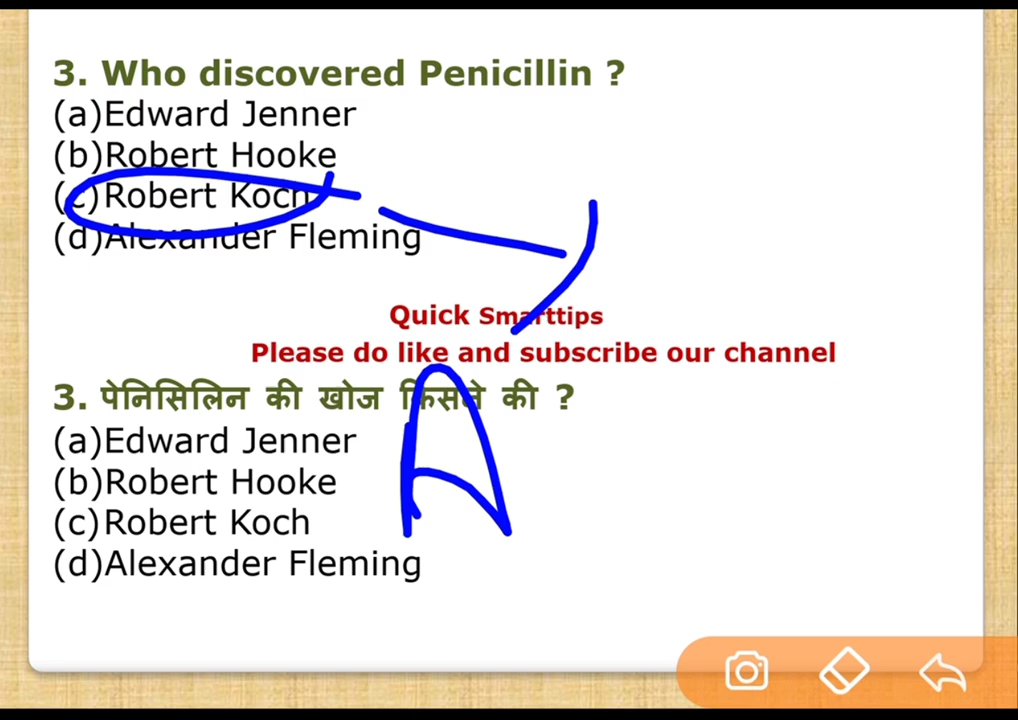 3. Who discovered Penicillin ?
(a)Edward Jenner
(b)Robert Hooke
(c)Robert Koch
(d)Alexander Fleming
Quick Smarttips
Please do like and subscribe our channel
3. पेनिसिलिन की खोज किसने की ?
(a)Edward Jenner
(b)Robert Hooke
(c)Robert Koch
(d)Alexander Fleming
A